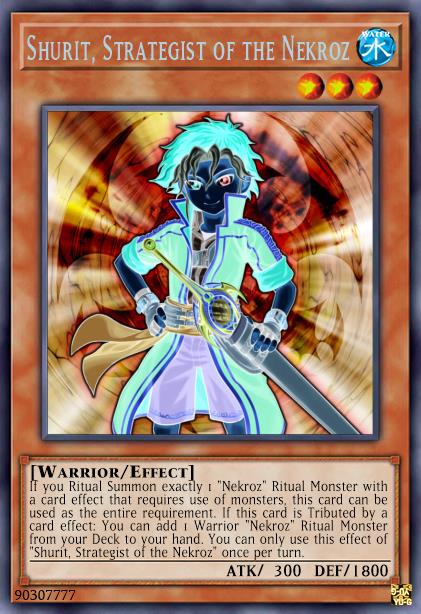 SHURIT, STRATEGIST OF THE NEKROZ
WATER
水
[WARRIOR/EFFECT]
If you Ritual Summon exactly 1 "Nekroz" Ritual Monster with
a card effect that requires use of monsters, this card can be
used as the entire requirement. If this card is Tributed by a
card effect: You can add 1 Warrior "Nekroz" Ritual Monster
from your Deck to your hand. You can only use this effect of
"Shurit, Strategist of the Nekroz" once per turn.
ATK/ 300 DEF/1800
90307777